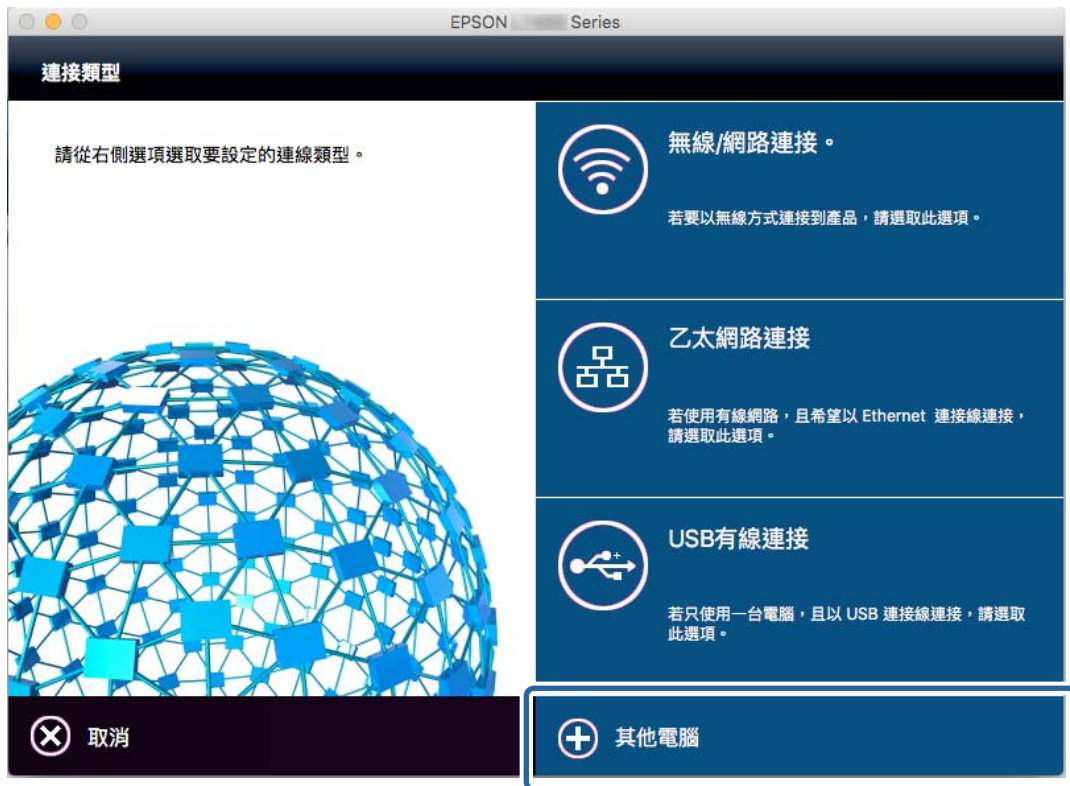 EPSON Series
連接類型
請從右側選項選取要設定的連線類型。
無線/網路連接。
若要以無線方式連接到產品，請選取此選項。
乙太網路連接
若使用有線網路，且希望以 Ethernet 連接線連接，
請選取此選項。
USB有線連接
若只使用一台電腦，且以 USB 連接線連接，請選取
此選項。
取消
其他電腦